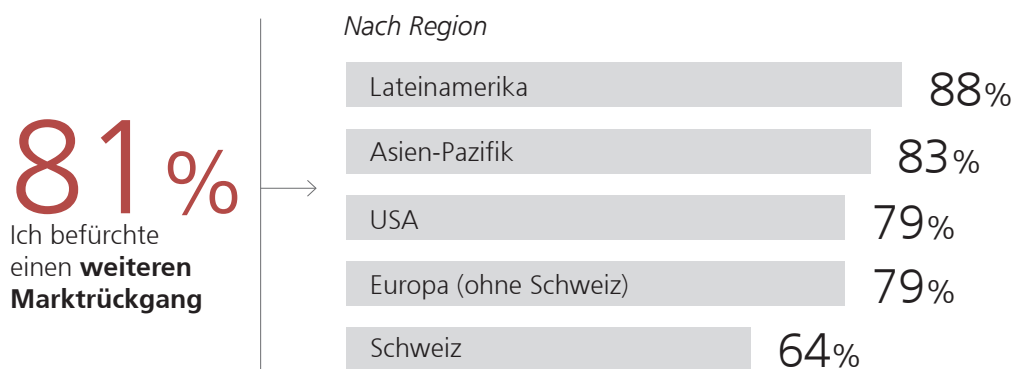 81%
Ich befürchte
einen weiteren
Marktrückgang
Nach Region
Lateinamerika 88%
Asien-Pazifik 83%
USA 79%
Europa (ohne Schweiz) 79%
Schweiz 64%